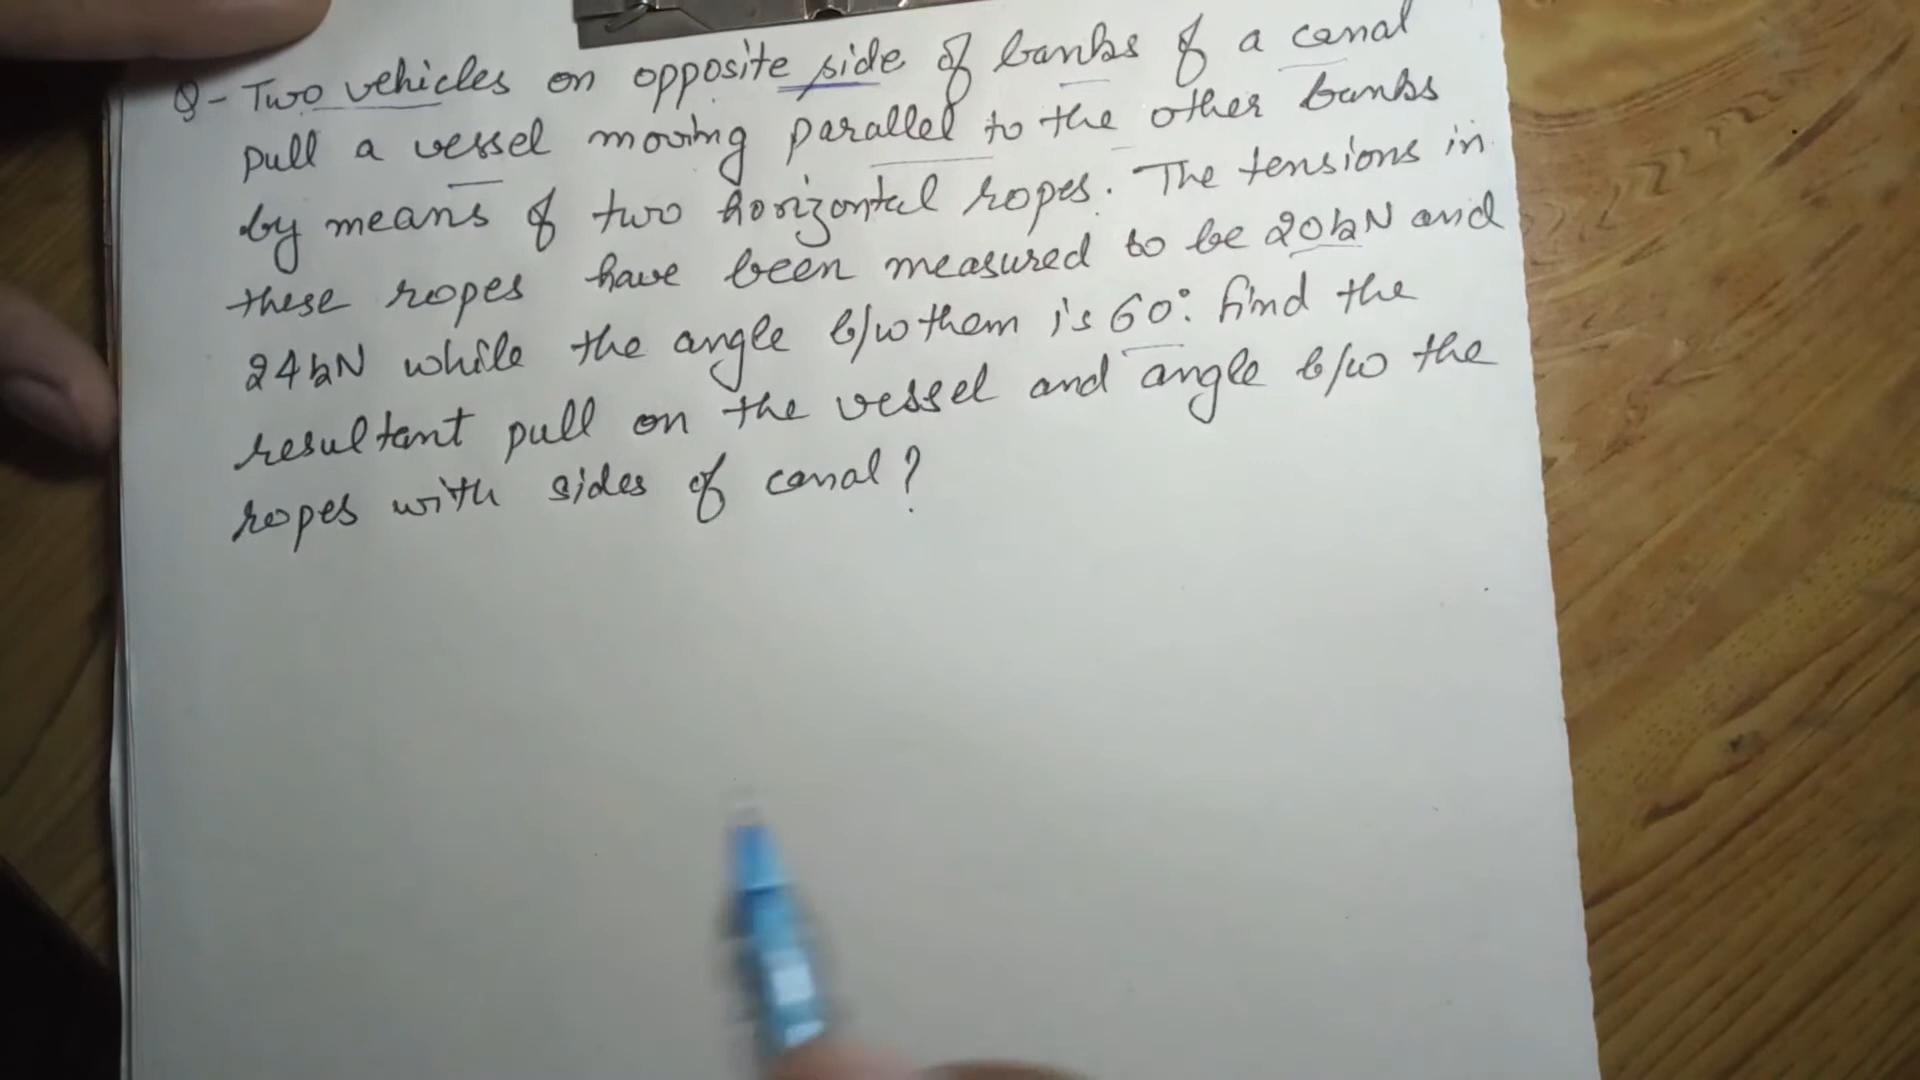 Q- Two vehicles on opposite side of banks of a canal
pull a vessel moving parallel to the other banks
by means of two horizontal ropes. The tensions in
these ropes have been measured to be 20kN and
24kN while the angle b/w them is 60°. find the
resultant pull on the vessel and angle b/w the
ropes with sides of canal?